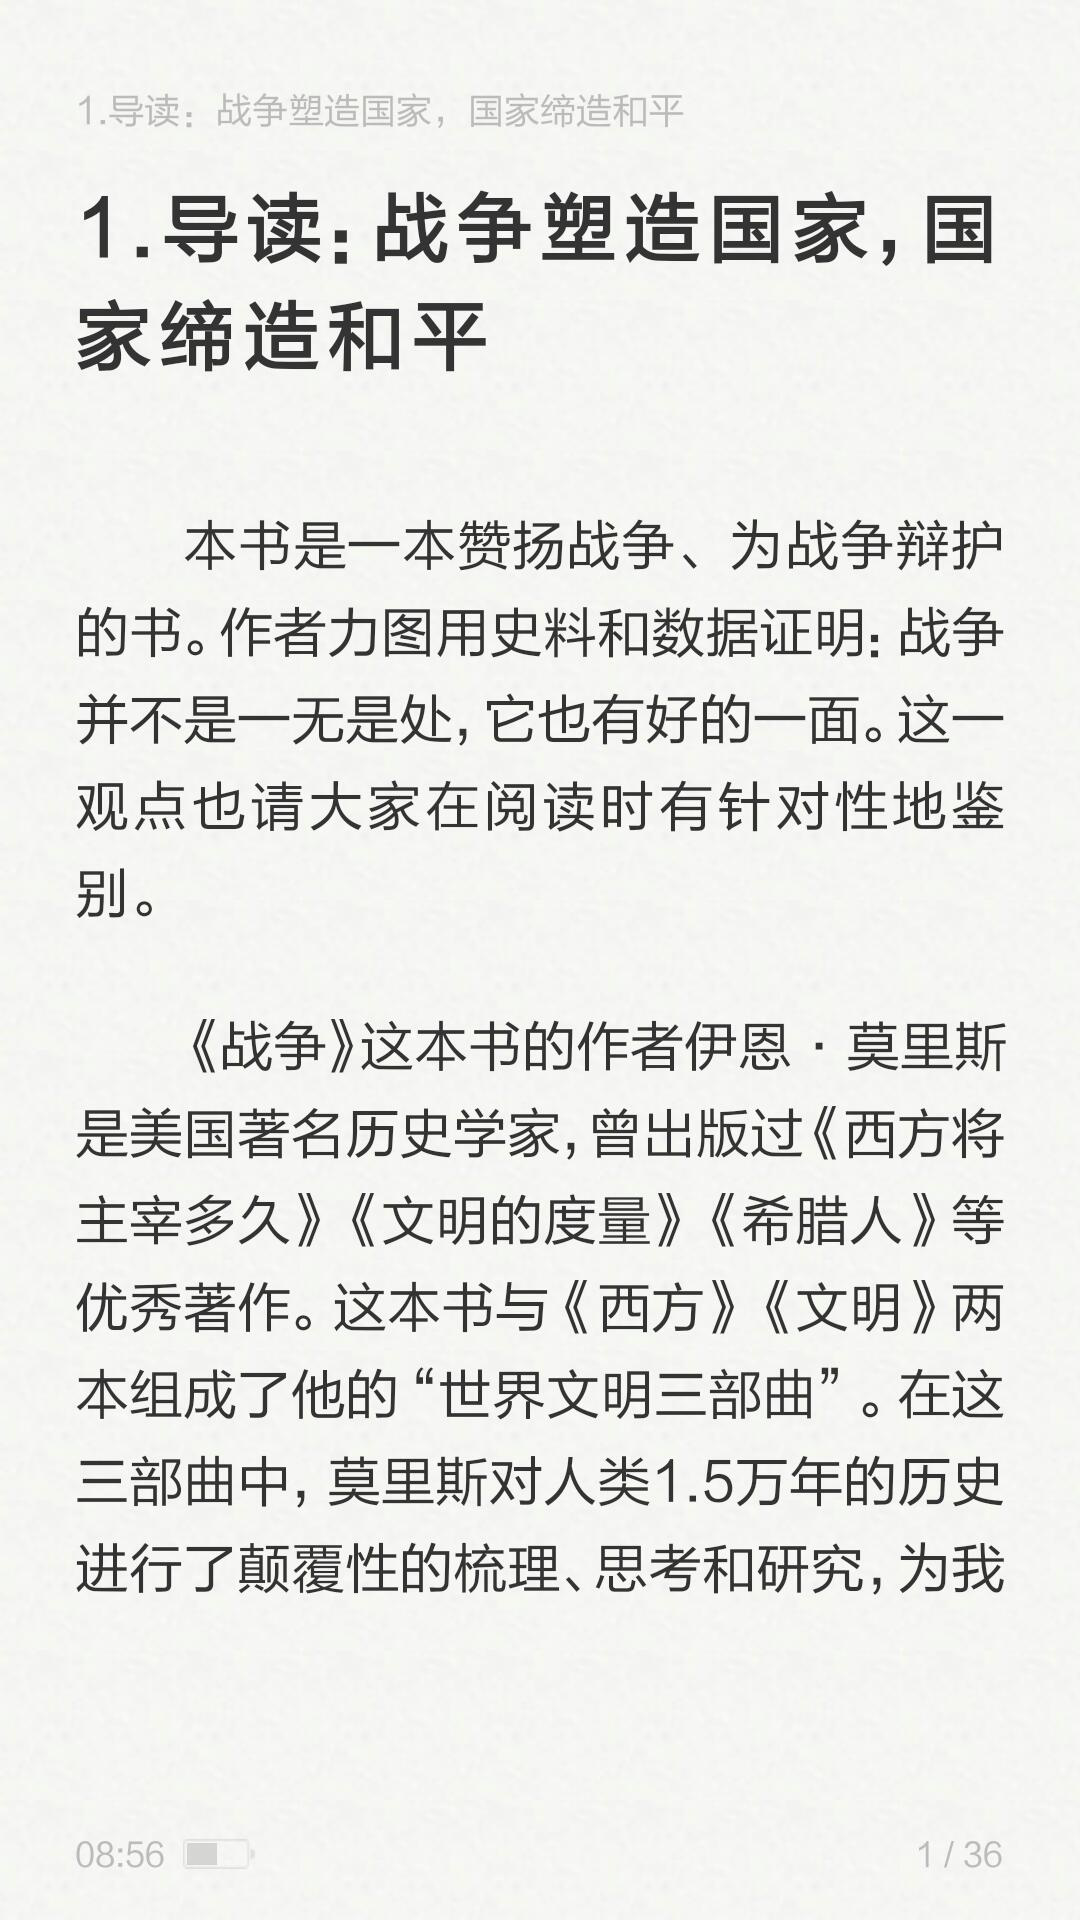 1.导读：战争塑造国家，国家缔造和平
1.导读：战争塑造国家，国
家缔造和平
本书是一本赞扬战争、为战争辩护
的书。作者力图用史料和数据证明：战争
并不是一无是处，它也有好的一面。这一
观点也请大家在阅读时有针对性地鉴
别。
《战争》这本书的作者伊恩·莫里斯
是美国著名历史学家，曾出版过《西方将
主宰多久》《文明的度量》《希腊人》等
优秀著作。这本书与《西方》《文明》两
本组成了他的“世界文明三部曲”。在这
三部曲中，莫里斯对人类1.5万年的历史
进行了颠覆性的梳理、思考和研究，为我
08:56
1 / 36